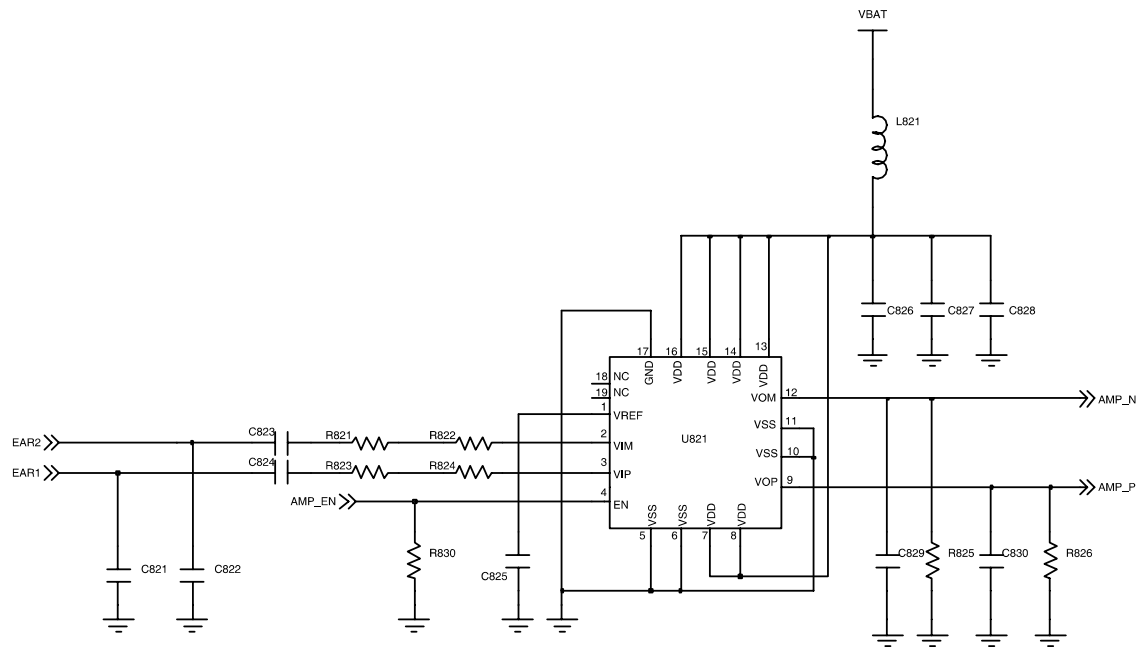 VBAT
L821
C826
C827
C828
17
16
15
14
13
GND
VDD
VDD
VDD
VDD
18
NC
19
NC
1
VREF
2
VIM
3
VIP
4
EN
U821
VOM
12
VSS
11
VSS
10
VOP
9
VSS
VSS
VDD
VDD
5
6
7
8
AMP_N
AMP_P
EAR2
EAR1
C823
R821
R822
C824
R823
R824
AMP_EN
C821
C822
R830
C825
C829
R825
C830
R826